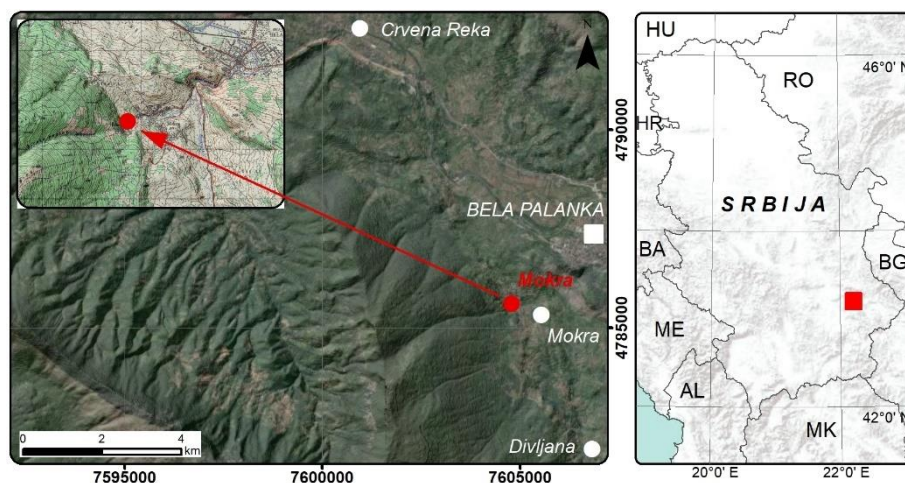 Crvena Reka
N
BELA PALANKA
Mokra
Mokra
Divljana
0 2 4
km
7595000 7600000 7605000
4790000
4785000
HU
RO
HR
SRBIJA
BA
BG
ME
AL
MK
46°0' N
42°0' N
20°0' E 22°0' E